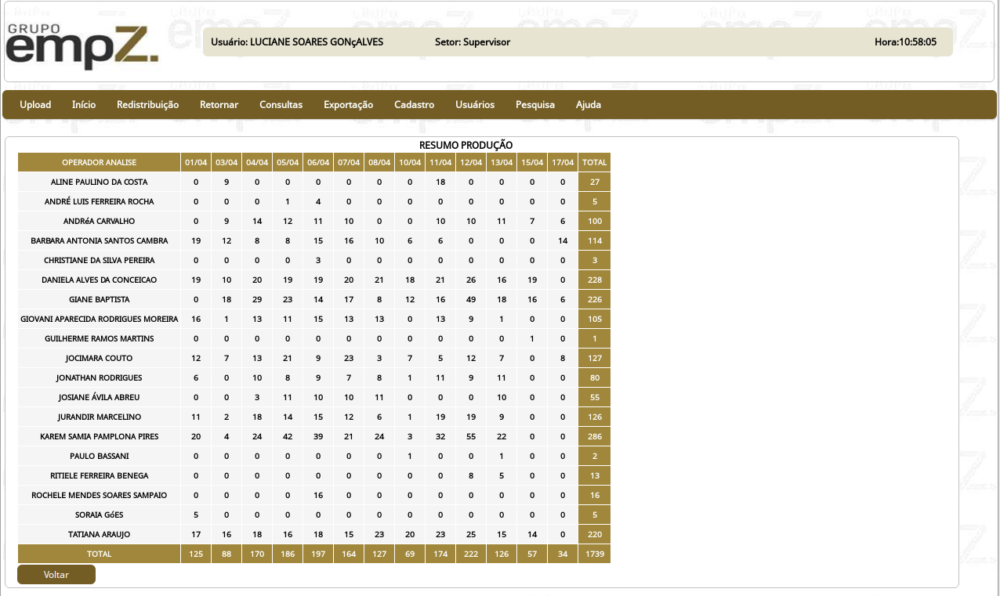 GRUPO
empZ.
Usuário: LUCIANE SOARES GONçALVES Setor: Supervisor Hora:10:58:05
Upload Início Redistribuição Retornar Consultas Exportação Cadastro Usuários Pesquisa Ajuda
RESUMO PRODUÇÃO
OPERADOR ANALISE 01/04 03/04 04/04 05/04 06/04 07/04 08/04 10/04 11/04 12/04 13/04 15/04 17/04 TOTAL
ALINE PAULINO DA COSTA 0 9 0 0 0 0 0 0 18 0 0 0 0 27
ANDRÉ LUIS FERREIRA ROCHA 0 0 0 1 4 0 0 0 0 0 0 0 0 5
ANDRéA CARVALHO 0 9 14 12 11 10 0 0 10 10 11 7 6 100
BARBARA ANTONIA SANTOS CAMBRA 19 12 8 8 15 16 10 6 6 0 0 0 14 114
CHRISTIANE DA SILVA PEREIRA 0 0 0 0 3 0 0 0 0 0 0 0 0 3
DANIELA ALVES DA CONCEICAO 19 10 20 19 19 20 21 18 21 26 16 19 0 228
GIANE BAPTISTA 0 18 29 23 14 17 8 12 16 49 18 16 6 226
GIOVANI APARECIDA RODRIGUES MOREIRA 16 1 13 11 15 13 13 0 13 9 1 0 0 105
GUILHERME RAMOS MARTINS 0 0 0 0 0 0 0 0 0 0 0 1 0 1
JOCIMARA COUTO 12 7 13 21 9 23 3 7 5 12 7 0 8 127
JONATHAN RODRIGUES 6 0 10 8 9 7 8 1 11 9 11 0 0 80
JOSIANE ÁVILA ABREU 0 0 3 11 10 10 11 0 0 0 10 0 0 55
JURANDIR MARCELINO 11 2 18 14 15 12 6 1 19 19 9 0 0 126
KAREM SAMIA PAMPLONA PIRES 20 4 24 42 39 21 24 3 32 55 22 0 0 286
PAULO BASSANI 0 0 0 0 0 0 0 1 0 0 1 0 0 2
RITIELE FERREIRA BENEGA 0 0 0 0 0 0 0 0 0 8 5 0 0 13
ROCHELE MENDES SOARES SAMPAIO 0 0 0 0 16 0 0 0 0 0 0 0 0 16
SORAIA GóES 5 0 0 0 0 0 0 0 0 0 0 0 0 5
TATIANA ARAUJO 17 16 18 16 18 15 23 20 23 25 15 14 0 220
TOTAL 125 88 170 186 197 164 127 69 174 222 126 57 34 1739
Voltar